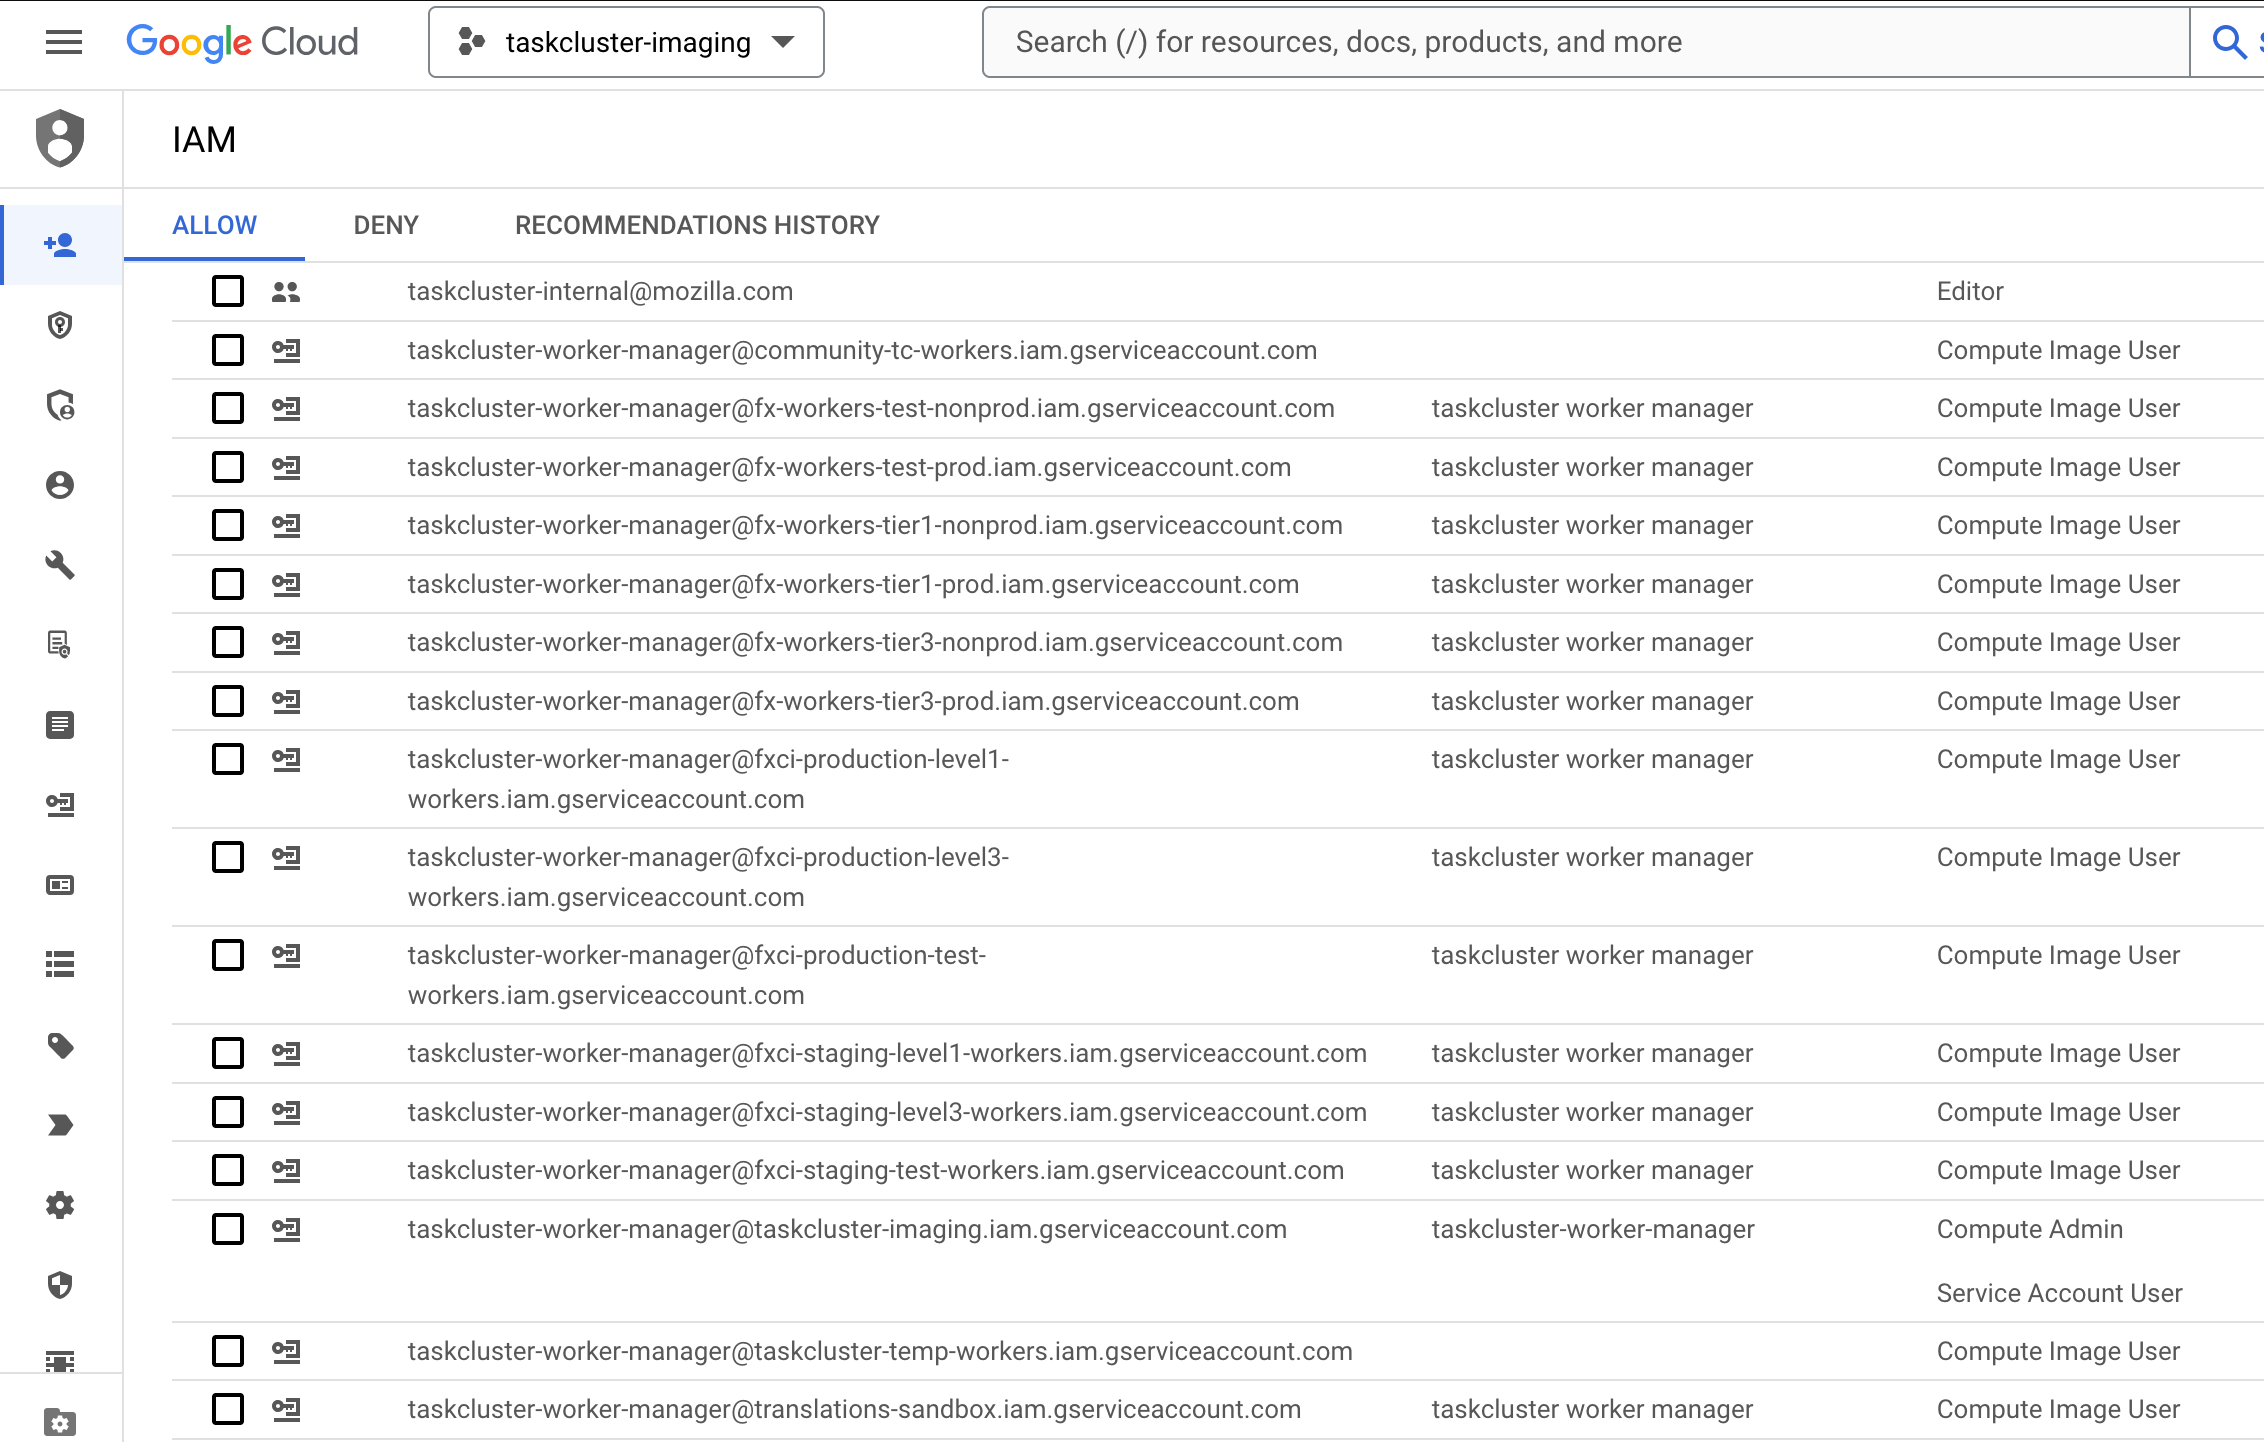 Google Cloud
taskcluster-imaging
Search (/) for resources, docs, products, and more
IAM
ALLOW DENY RECOMMENDATIONS HISTORY
taskcluster-internal@mozilla.com Editor
taskcluster-worker-manager@community-tc-workers.iam.gserviceaccount.com Compute Image User
taskcluster-worker-manager@fx-workers-test-nonprod.iam.gserviceaccount.com taskcluster worker manager Compute Image User
taskcluster-worker-manager@fx-workers-test-prod.iam.gserviceaccount.com taskcluster worker manager Compute Image User
taskcluster-worker-manager@fx-workers-tier1-nonprod.iam.gserviceaccount.com taskcluster worker manager Compute Image User
taskcluster-worker-manager@fx-workers-tier1-prod.iam.gserviceaccount.com taskcluster worker manager Compute Image User
taskcluster-worker-manager@fx-workers-tier3-nonprod.iam.gserviceaccount.com taskcluster worker manager Compute Image User
taskcluster-worker-manager@fx-workers-tier3-prod.iam.gserviceaccount.com taskcluster worker manager Compute Image User
taskcluster-worker-manager@fxci-production-level1- taskcluster worker manager Compute Image User
workers.iam.gserviceaccount.com
taskcluster-worker-manager@fxci-production-level3- taskcluster worker manager Compute Image User
workers.iam.gserviceaccount.com
taskcluster-worker-manager@fxci-production-test- taskcluster worker manager Compute Image User
workers.iam.gserviceaccount.com
taskcluster-worker-manager@fxci-staging-level1-workers.iam.gserviceaccount.com taskcluster worker manager Compute Image User
taskcluster-worker-manager@fxci-staging-level3-workers.iam.gserviceaccount.com taskcluster worker manager Compute Image User
taskcluster-worker-manager@fxci-staging-test-workers.iam.gserviceaccount.com taskcluster worker manager Compute Image User
taskcluster-worker-manager@taskcluster-imaging.iam.gserviceaccount.com taskcluster-worker-manager Compute Admin
Service Account User
taskcluster-worker-manager@taskcluster-temp-workers.iam.gserviceaccount.com Compute Image User
taskcluster-worker-manager@translations-sandbox.iam.gserviceaccount.com taskcluster worker manager Compute Image User